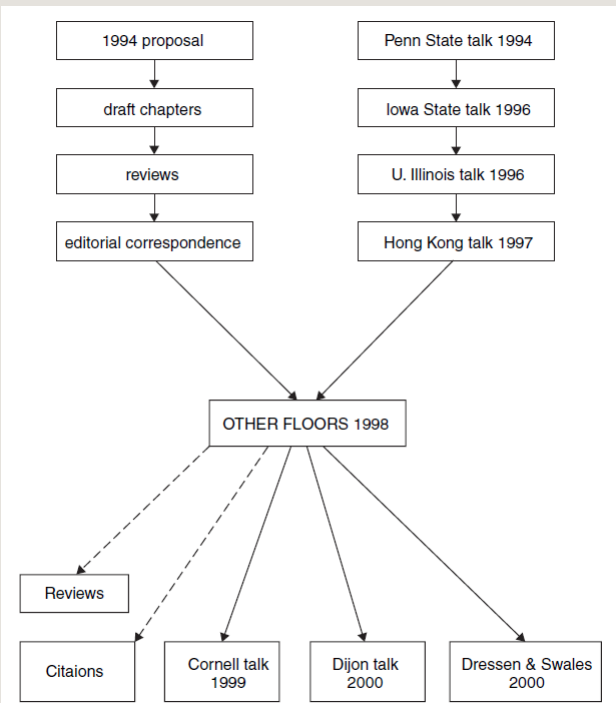 1994 proposal
Penn State talk 1994
draft chapters
Iowa State talk 1996
reviews
U. Illinois talk 1996
editorial correspondence
Hong Kong talk 1997
OTHER FLOORS 1998
Reviews
Citaions
Cornell talk
1999
Dijon talk
2000
Dressen & Swales
2000